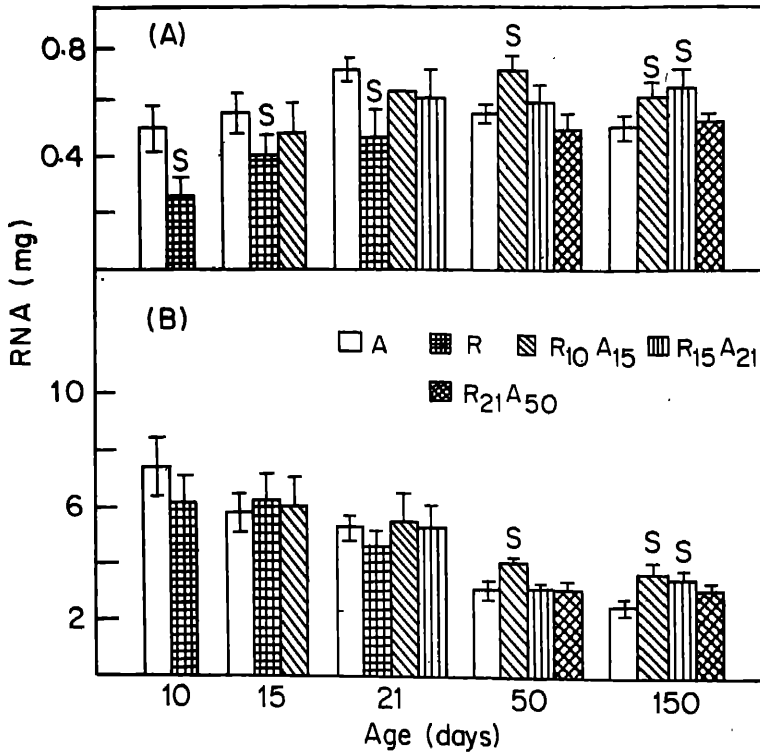 (A)
0.8
0.4
S
S
S
S
S S
RNA (mg)
(B)
A R R10 A15 R15 A21
R21 A50
10
6
2
S
S S
10 15 21 50 150
Age (days)